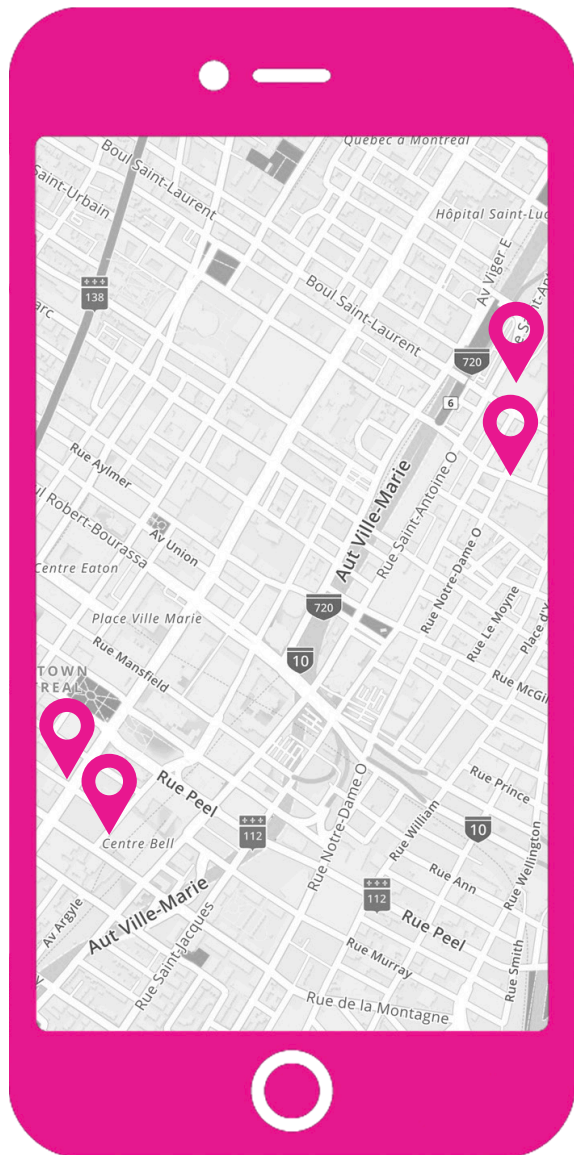 Québec à Montréal
Boul Saint-Laurent
Saint-Urbain
Hôpital Saint-Luc
Av Viger E
138
Boul Saint-Laurent
720
6
Rue Aylmer
Aut Ville-Marie
Rue Saint-Antoine O
Robert-Bourassa
Av Union
Centre Eaton
Rue Notre-Dame O
Rue Le Moyne
Place d'Y
720
Place Ville Marie
Rue Mansfield
10
TOWN
REAL
Rue McGil
Rue Peel
Rue Prince
Centre Bell
112
Rue Notre-Dame O
Rue William
10
Rue Wellington
Rue Ann
Av Argyle
Aut Ville-Marie
112
Rue Peel
Rue Saint-Jacques
Rue Murray
Rue Smith
Rue de la Montagne